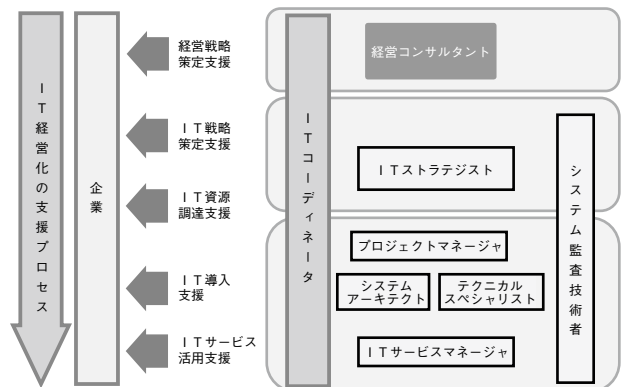 ＩＴ経営化の支援プロセス
企業
経営戦略
策定支援
ＩＴ戦略
策定支援
ＩＴ資源
調達支援
ＩＴ導入
支援
ＩＴサービス
活用支援
ＩＴコーディネータ
経営コンサルタント
ＩＴストラテジスト
プロジェクトマネージャ
システム
アーキテクト
テクニカル
スペシャリスト
ＩＴサービスマネージャ
システム監査技術者